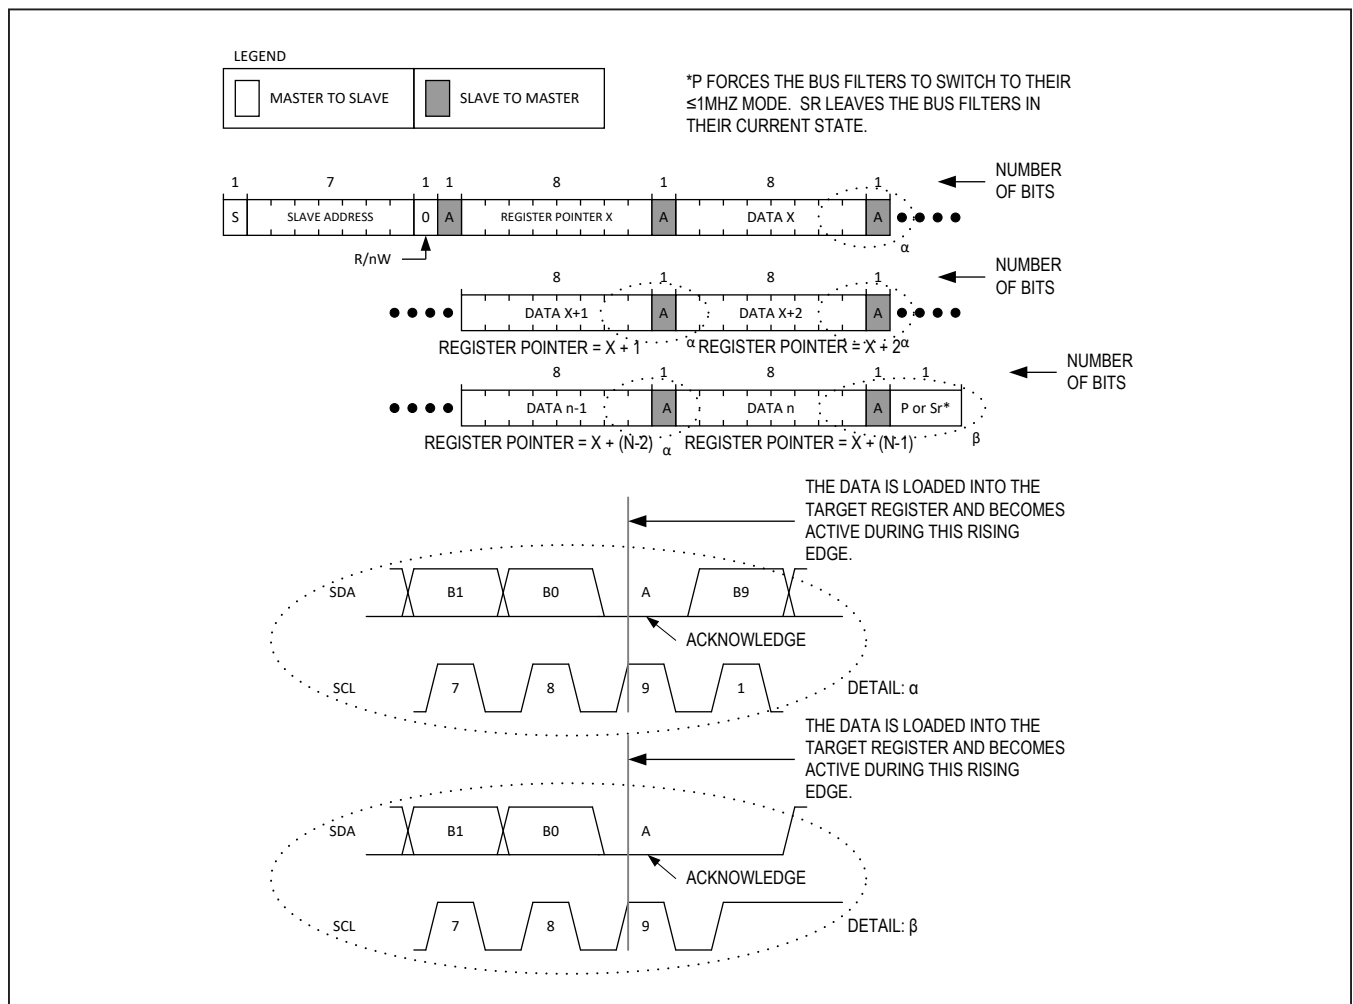 LEGEND
MASTER TO SLAVE
SLAVE TO MASTER
*P FORCES THE BUS FILTERS TO SWITCH TO THEIR
≤1MHZ MODE. SR LEAVES THE BUS FILTERS IN
THEIR CURRENT STATE.
1 7 1 1 8 1 8 1
NUMBER
OF BITS
S SLAVE ADDRESS 0 A REGISTER POINTER X A DATA X A
α
R/nW
8 1 8 1
NUMBER
OF BITS
DATA X+1 A DATA X+2 A
α α
REGISTER POINTER = X + 1 REGISTER POINTER = X + 2
8 1 8 1 1
NUMBER
OF BITS
DATA n-1 A DATA n A P or Sr*
REGISTER POINTER = X + (N-2) α REGISTER POINTER = X + (N-1) β
THE DATA IS LOADED INTO THE
TARGET REGISTER AND BECOMES
ACTIVE DURING THIS RISING
EDGE.
SDA B1 B0 A B9
ACKNOWLEDGE
SCL 7 8 9 1
DETAIL: α
THE DATA IS LOADED INTO THE
TARGET REGISTER AND BECOMES
ACTIVE DURING THIS RISING
EDGE.
SDA B1 B0 A
ACKNOWLEDGE
SCL 7 8 9
DETAIL: β